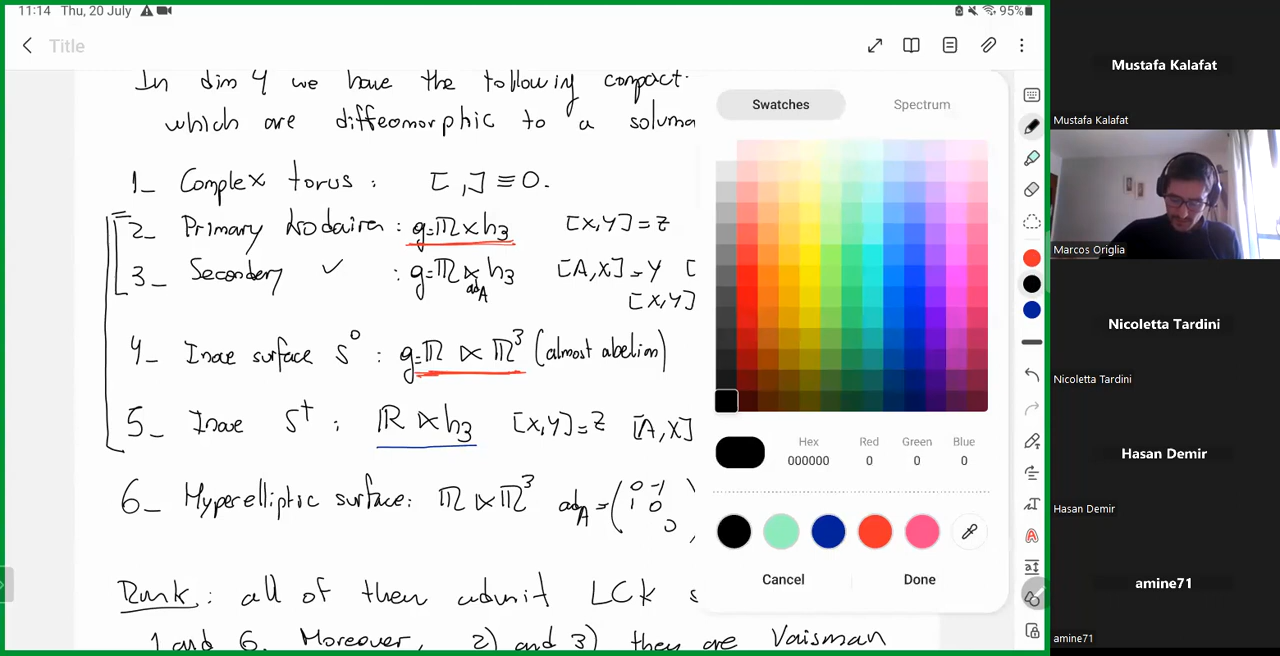 11:14 Thu, 20 July
95%
Title
In dim 4 we have the following compact
which are diffeomorphic to a solvma
1_ Complex torus : [ , ] ≡ 0.
2_ Primary Kodaira : g=ℝ×h3 [X,Y]=Z
3_ Secondary ✓ : g=ℝ⋉h3 [A,X]=Y [
adA [X,Y]
4_ Inoue surface S⁰ : g=ℝ⋉ℝ³ (almost abelian)
5_ Inoue S⁺ : ℝ⋉h3 [X,Y]=Z [A,X]
6_ Hyperelliptic surface: ℝ⋉ℝ³ adA=(0 -1
1 0
0
Rmk: all of them admit LCK s
1 and 6. Moreover, 2) and 3) they are Vaisman
Swatches
Spectrum
Hex Red Green Blue
000000 0 0 0
Cancel
Done
Mustafa Kalafat
Mustafa Kalafat
Marcos Origlia
Nicoletta Tardini
Nicoletta Tardini
Hasan Demir
Hasan Demir
amine71
amine71